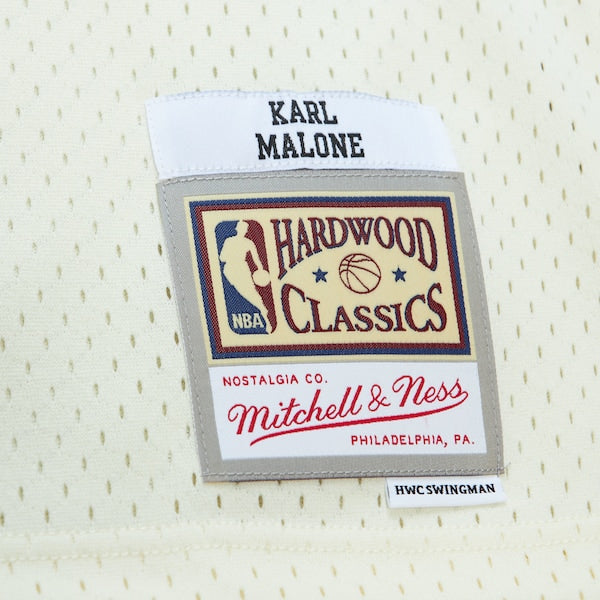 KARL
MALONE
HARDWOOD
NBA
CLASSICS
NOSTALGIA CO.
Mitchell & Ness
PHILADELPHIA, PA.
HWC SWINGMAN